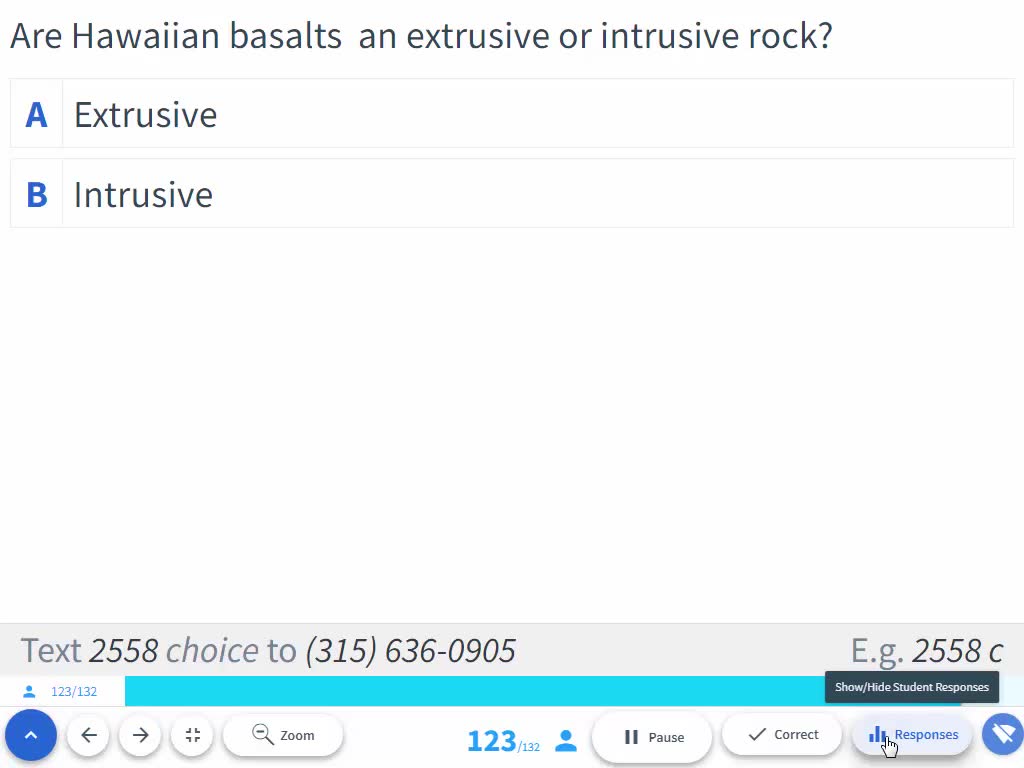 Are Hawaiian basalts  an extrusive or intrusive rock?
A Extrusive
B Intrusive
Text 2558 choice to (315) 636-0905 E.g. 2558 c
Show/Hide Student Responses
123/132
Zoom 123/132 Pause Correct Responses